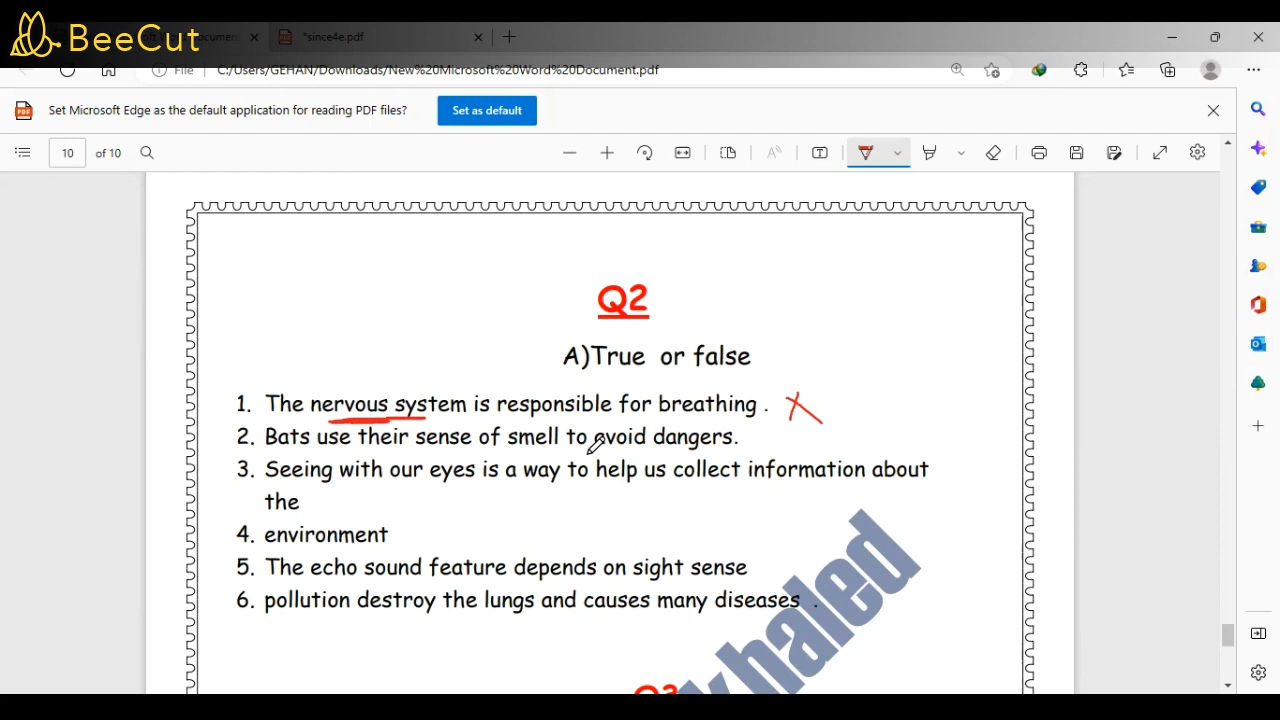 BeeCut
*since4e.pdf
File C:/Users/GEHAN/Downloads/New%20Microsoft%20Word%20Document.pdf
Set Microsoft Edge as the default application for reading PDF files? Set as default
10 of 10
Q2
A)True or false
1. The nervous system is responsible for breathing .
2. Bats use their sense of smell to avoid dangers.
3. Seeing with our eyes is a way to help us collect information about
the
4. environment
5. The echo sound feature depends on sight sense
6. pollution destroy the lungs and causes many diseases .
khaled